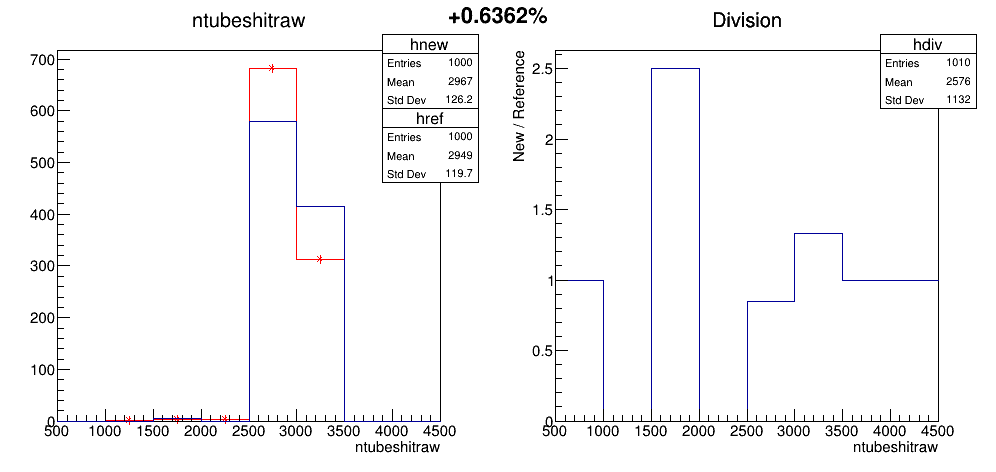 +0.6362%
ntubeshitraw
hnew
Entries 1000
Mean 2967
Std Dev 126.2
href
Entries 1000
Mean 2949
Std Dev 119.7
700
600
500
400
300
200
100
0
500 1000 1500 2000 2500 3000 3500 4000 4500
ntubeshitraw
Division
hdiv
Entries 1010
Mean 2576
Std Dev 1132
New / Reference
2.5
2
1.5
1
0.5
0
500 1000 1500 2000 2500 3000 3500 4000 4500
ntubeshitraw